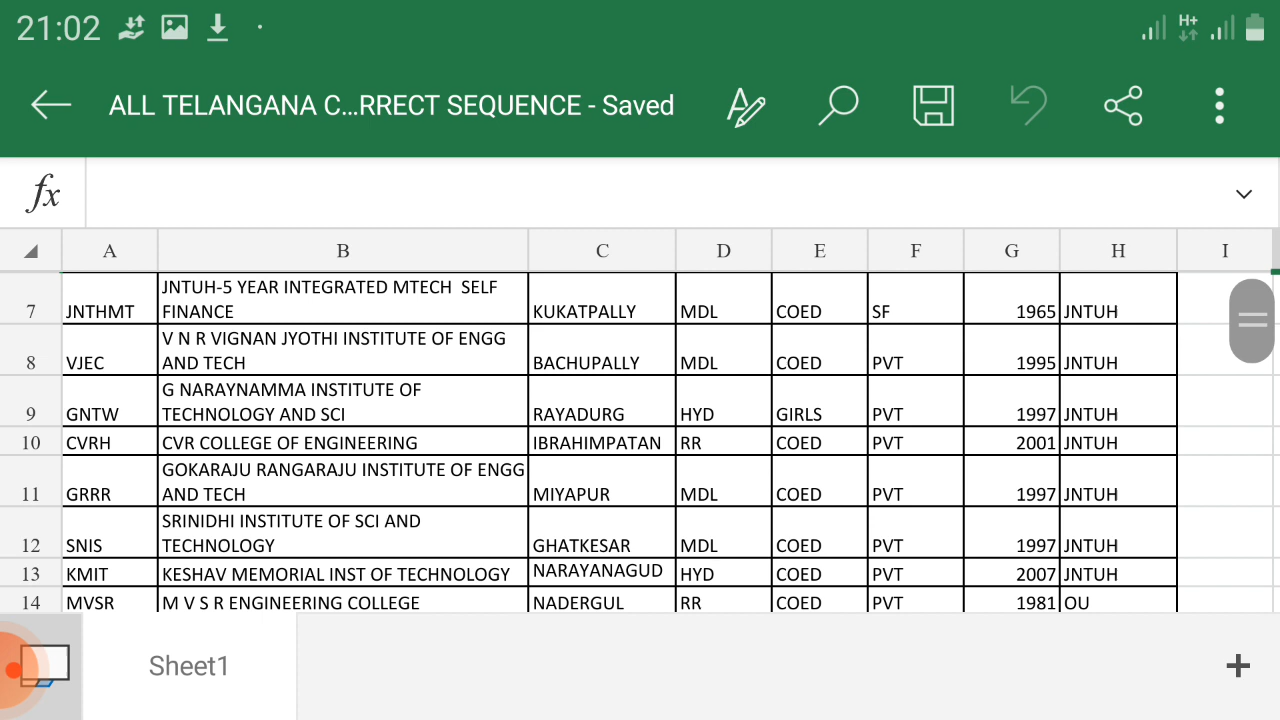 21:02
H+
ALL TELANGANA C...RRECT SEQUENCE - Saved
fx
A B C D E F G H I
7 JNTHMT JNTUH-5 YEAR INTEGRATED MTECH SELF FINANCE KUKATPALLY MDL COED SF 1965 JNTUH
8 VJEC V N R VIGNAN JYOTHI INSTITUTE OF ENGG AND TECH BACHUPALLY MDL COED PVT 1995 JNTUH
9 GNTW G NARAYNAMMA INSTITUTE OF TECHNOLOGY AND SCI RAYADURG HYD GIRLS PVT 1997 JNTUH
10 CVRH CVR COLLEGE OF ENGINEERING IBRAHIMPATAN RR COED PVT 2001 JNTUH
11 GRRR GOKARAJU RANGARAJU INSTITUTE OF ENGG AND TECH MIYAPUR MDL COED PVT 1997 JNTUH
12 SNIS SRINIDHI INSTITUTE OF SCI AND TECHNOLOGY GHATKESAR MDL COED PVT 1997 JNTUH
13 KMIT KESHAV MEMORIAL INST OF TECHNOLOGY NARAYANAGUD HYD COED PVT 2007 JNTUH
14 MVSR M V S R ENGINEERING COLLEGE NADERGUL RR COED PVT 1981 OU
Sheet1